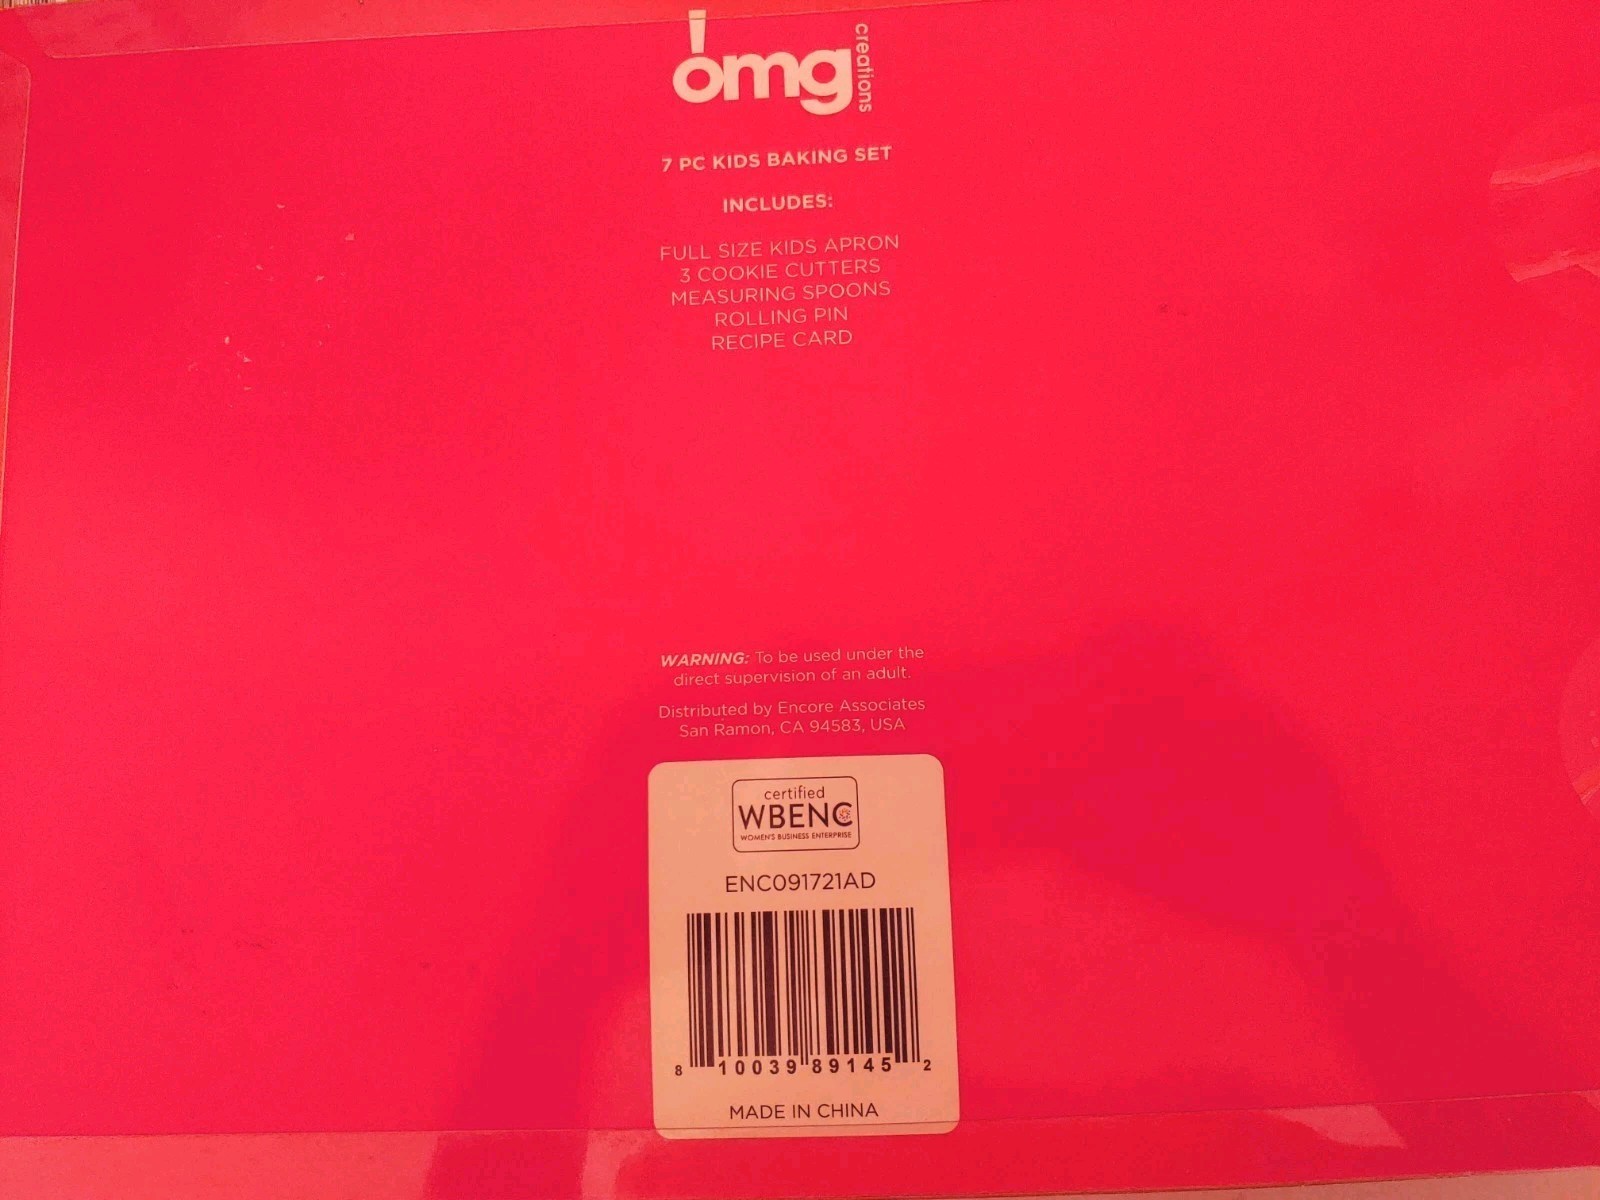 omg creations
7 PC KIDS BAKING SET
INCLUDES:
FULL SIZE KIDS APRON
3 COOKIE CUTTERS
MEASURING SPOONS
ROLLING PIN
RECIPE CARD
WARNING: To be used under the
direct supervision of an adult.
Distributed by Encore Associates
San Ramon, CA 94583, USA
certified
WBENC
WOMEN'S BUSINESS ENTERPRISE
ENC091721AD
8 10039 89145 2
MADE IN CHINA